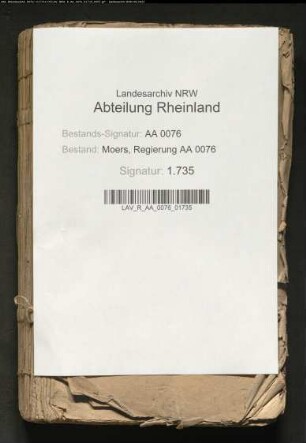 Landesarchiv NRW
Abteilung Rheinland
Bestands-Signatur: AA 0076
Bestand: Moers, Regierung AA 0076
Signatur: 1.735
LAV_R_AA_0076_01735